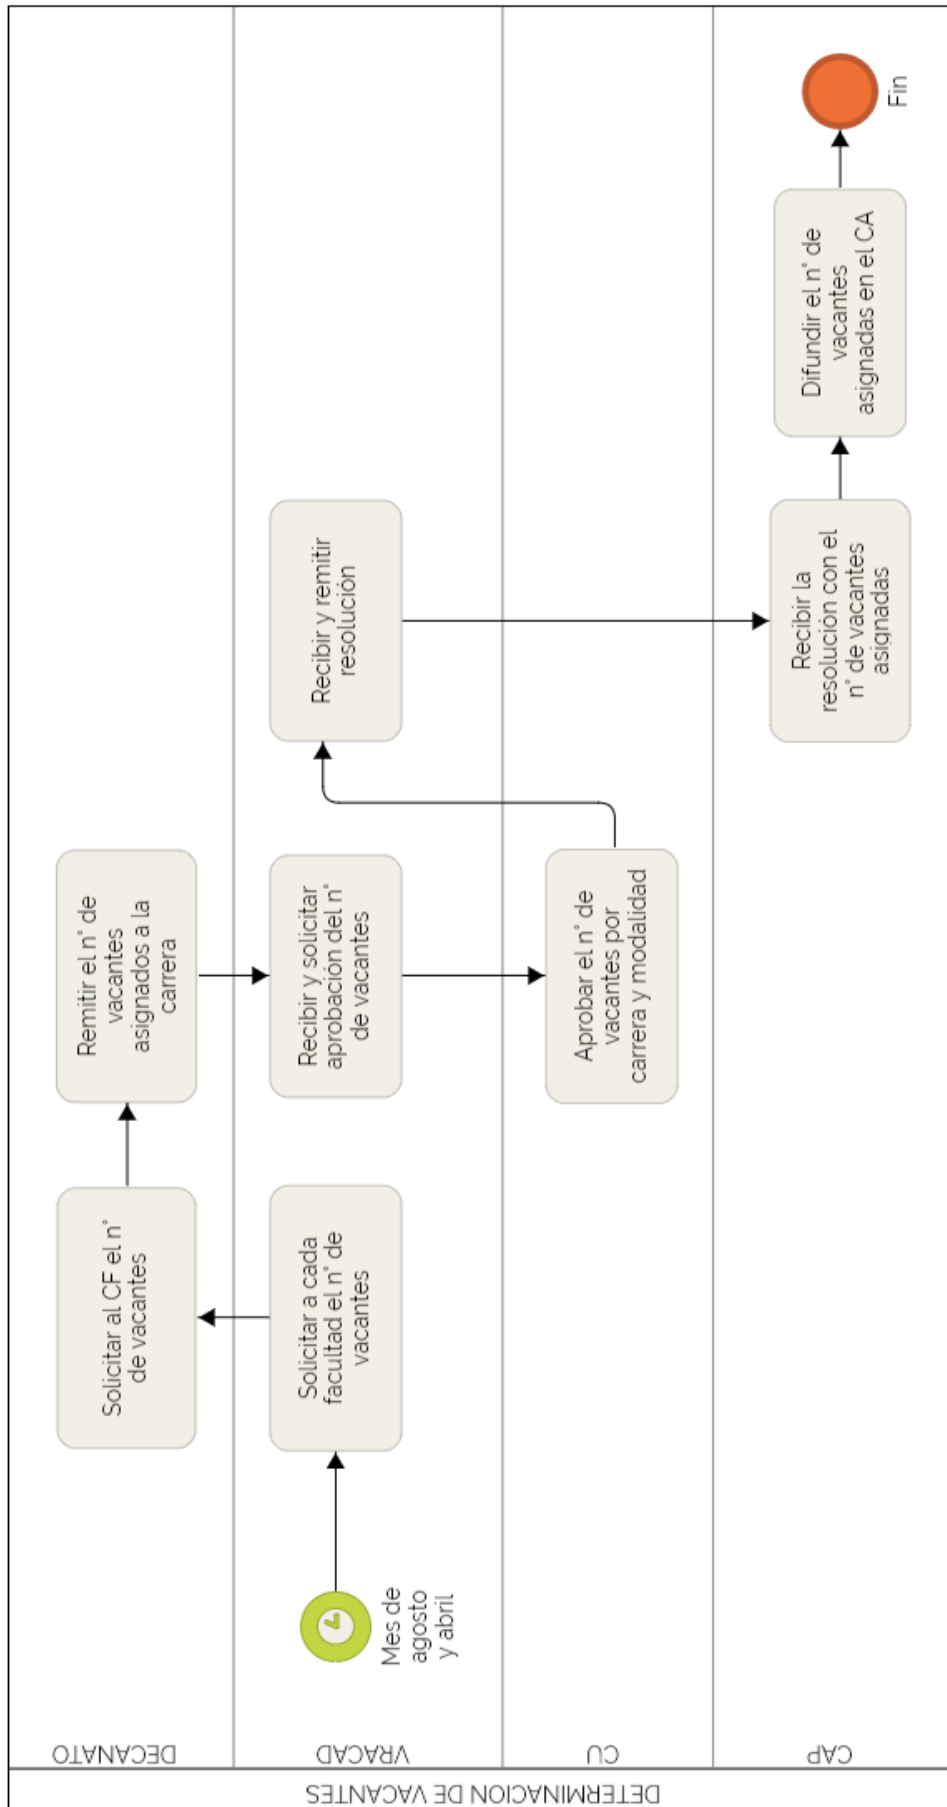 DETERMINACION DE VACANTES
DECANATO
VRACAD
CU
CAP
Mes de
agosto
y abril
Solicitar a cada
facultad el n° de
vacantes
Solicitar al CF el n°
de vacantes
Remitir el n° de
vacantes
asignados a la
carrera
Recibir y solicitar
aprobación del n°
de vacantes
Aprobar el n° de
vacantes por
carrera y modalidad
Recibir y remitir
resolución
Recibir la
resolución con el
n° de vacantes
asignadas
Difundir el n° de
vacantes
asignadas en el CA
Fin